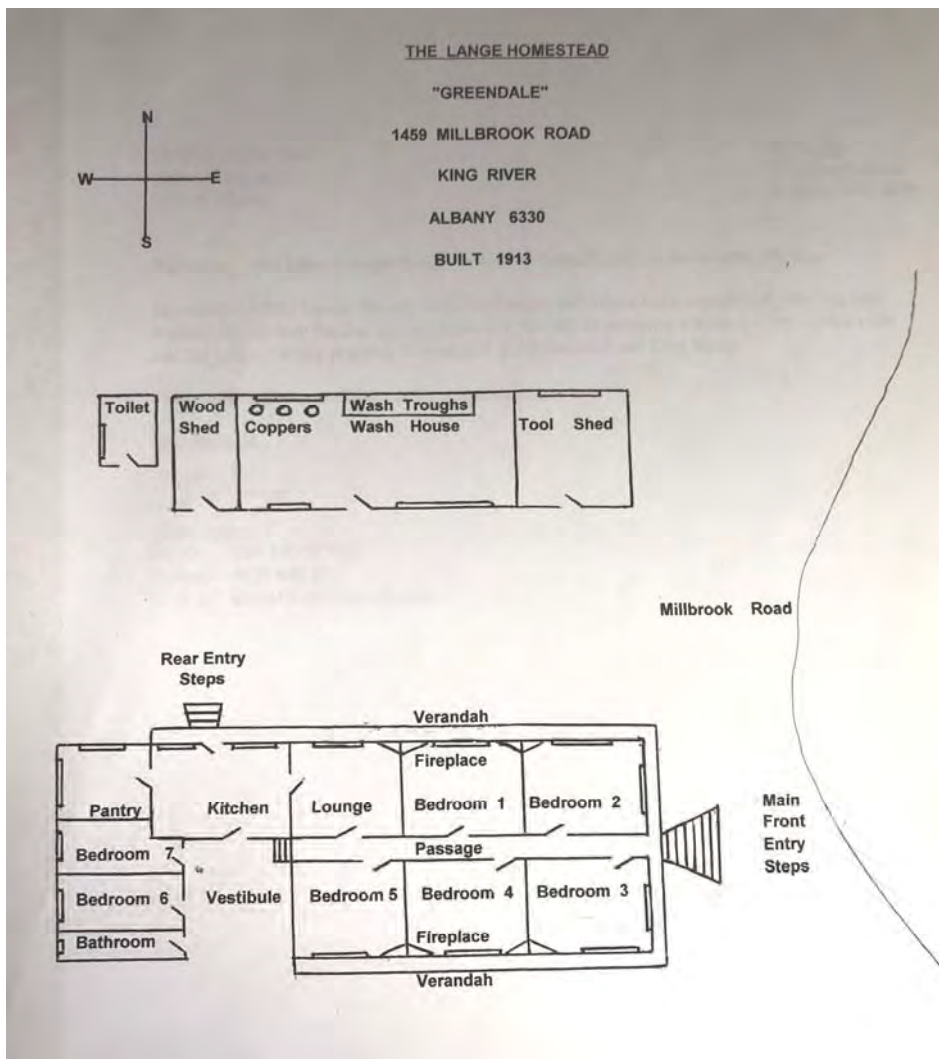 THE LANGE HOMESTEAD
"GREENDALE"
1459 MILLBROOK ROAD
KING RIVER
ALBANY 6330
BUILT 1913
N
W E
S
Toilet
Wood
Shed
Coppers
Wash Troughs
Wash House
Tool Shed
Millbrook Road
Rear Entry
Steps
Verandah
Fireplace
Pantry
Kitchen
Lounge
Bedroom 1
Bedroom 2
Main
Front
Entry
Steps
Passage
Bedroom 7
Bedroom 6
Bathroom
Vestibule
Bedroom 5
Bedroom 4
Bedroom 3
Fireplace
Verandah